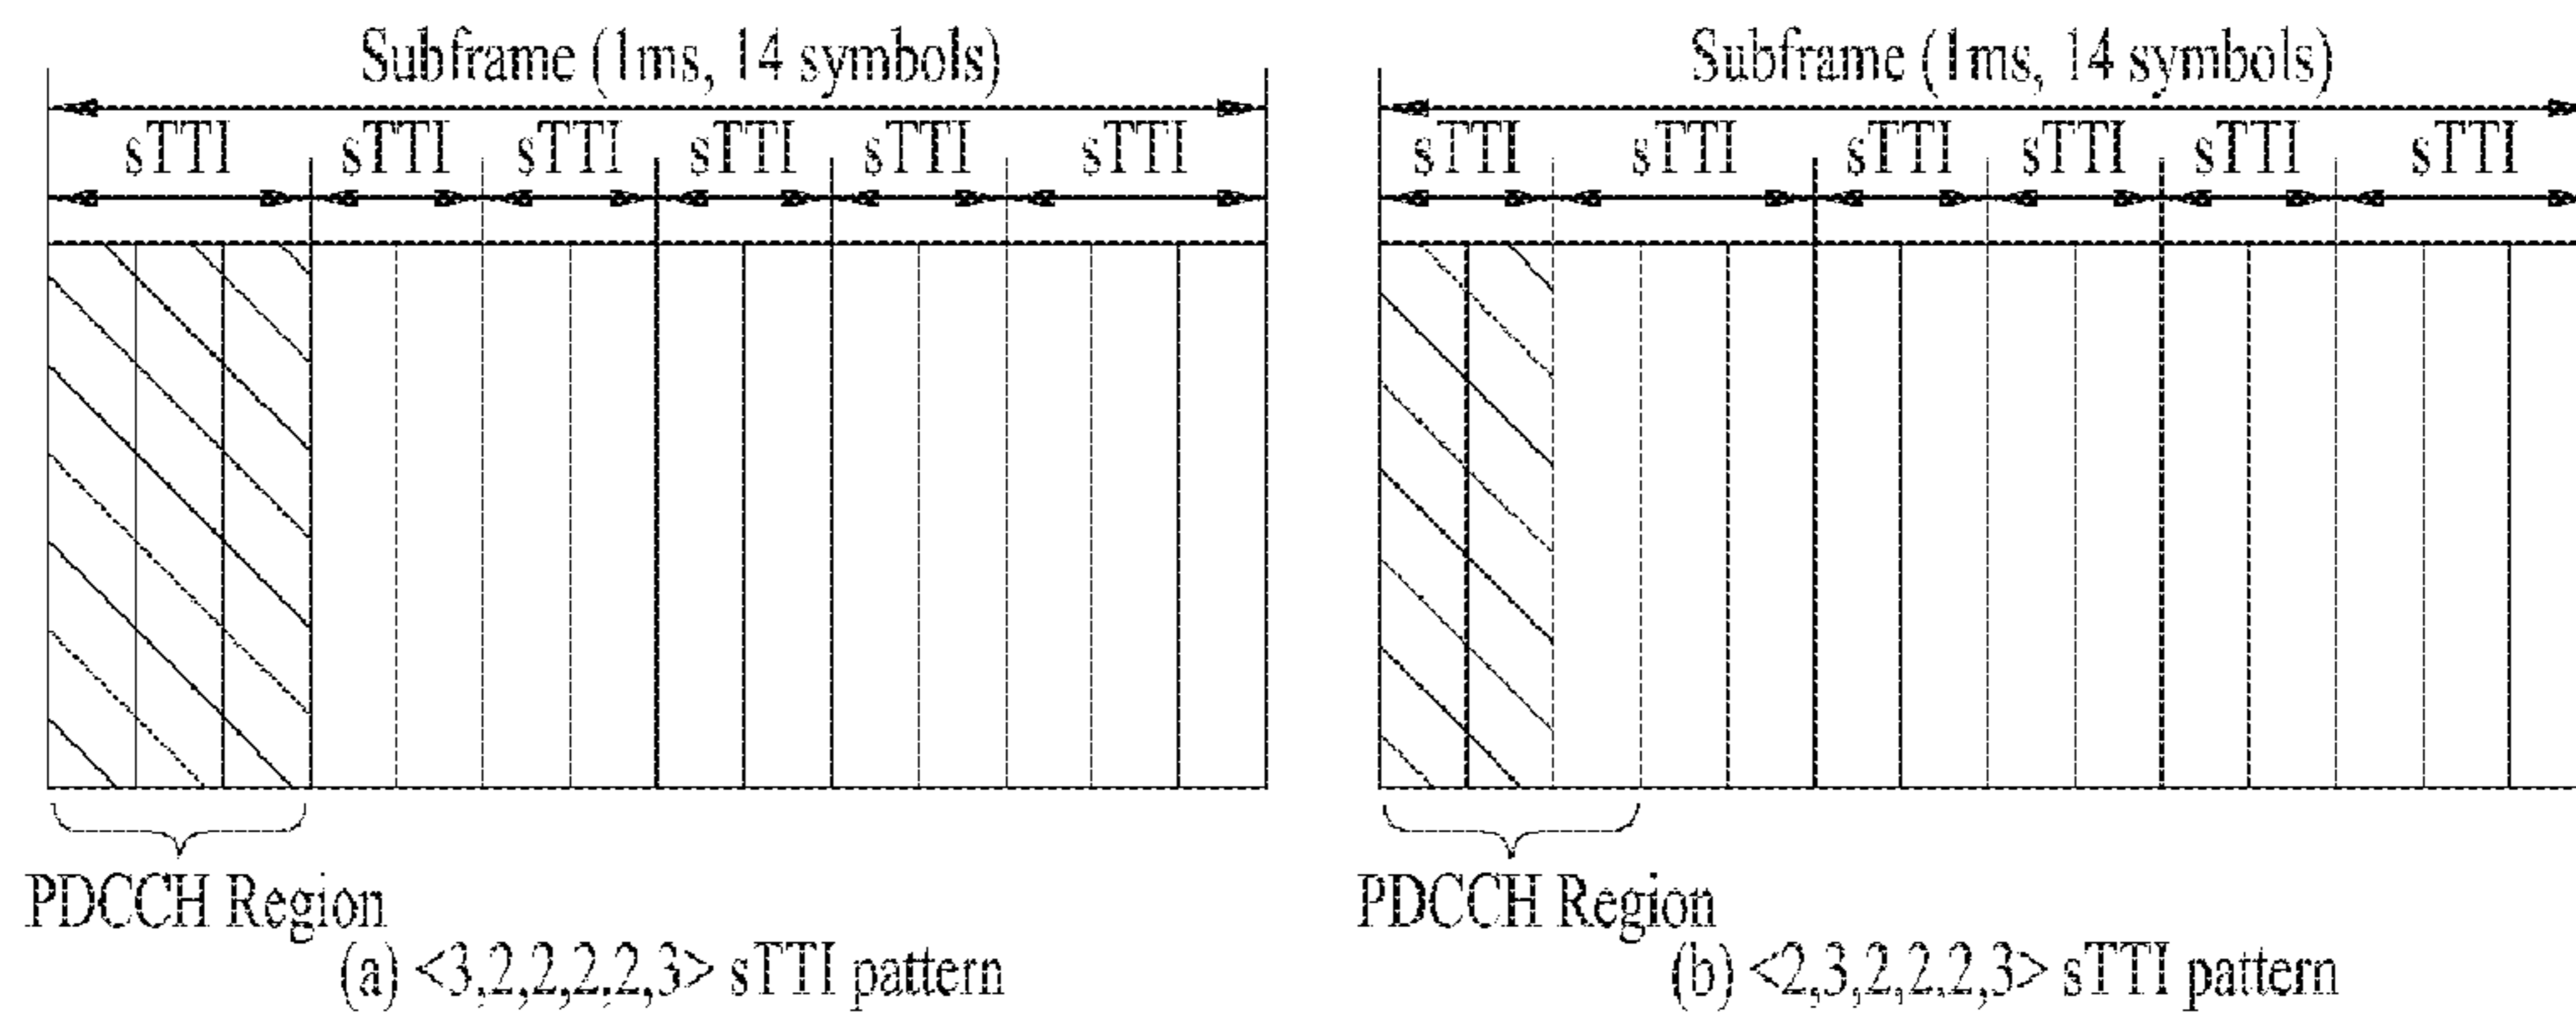 Subframe (1ms, 14 symbols)
sTTI sTTI sTTI sTTI sTTI sTTI
PDCCH Region
(a) <3,2,2,2,2,3> sTTI pattern
Subframe (1ms, 14 symbols)
sTTI sTTI sTTI sTTI sTTI sTTI
PDCCH Region
(b) <2,3,2,2,2,3> sTTI pattern